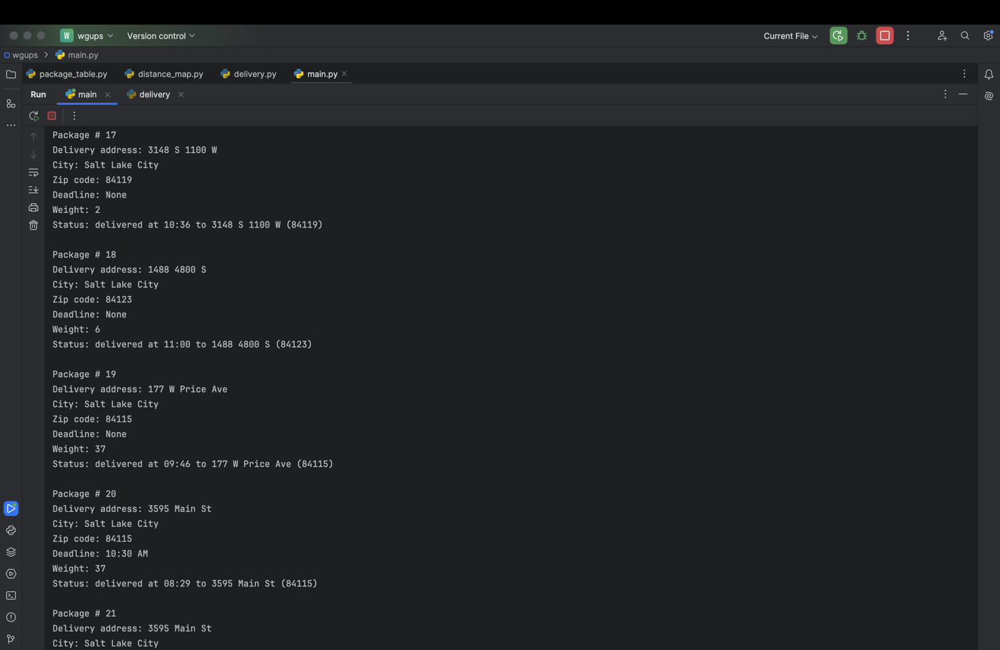 W wgups Version control Current File
wgups main.py
package_table.py distance_map.py delivery.py main.py
Run main delivery
Package # 17
Delivery address: 3148 S 1100 W
City: Salt Lake City
Zip code: 84119
Deadline: None
Weight: 2
Status: delivered at 10:36 to 3148 S 1100 W (84119)
Package # 18
Delivery address: 1488 4800 S
City: Salt Lake City
Zip code: 84123
Deadline: None
Weight: 6
Status: delivered at 11:00 to 1488 4800 S (84123)
Package # 19
Delivery address: 177 W Price Ave
City: Salt Lake City
Zip code: 84115
Deadline: None
Weight: 37
Status: delivered at 09:46 to 177 W Price Ave (84115)
Package # 20
Delivery address: 3595 Main St
City: Salt Lake City
Zip code: 84115
Deadline: 10:30 AM
Weight: 37
Status: delivered at 08:29 to 3595 Main St (84115)
Package # 21
Delivery address: 3595 Main St
City: Salt Lake City